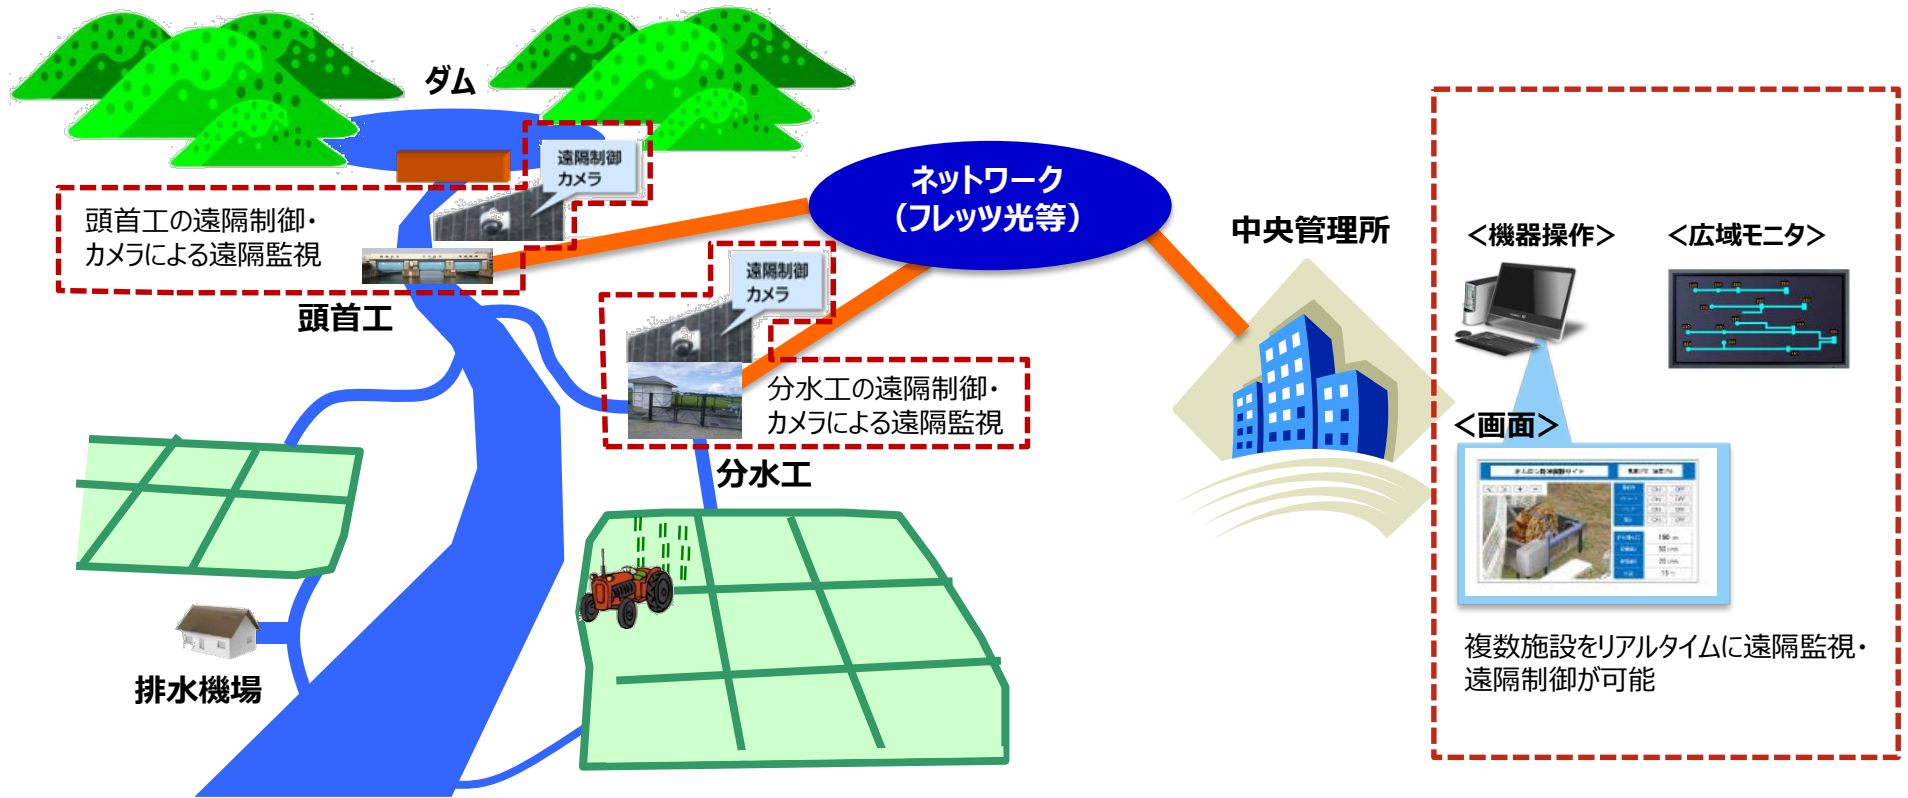 ダム
遠隔制御
カメラ
頭首工の遠隔制御・
カメラによる遠隔監視
頭首工
ネットワーク
（フレッツ光等）
遠隔制御
カメラ
分水工の遠隔制御・
カメラによる遠隔監視
分水工
排水機場
中央管理所
＜機器操作＞
＜広域モニタ＞
＜画面＞
複数施設をリアルタイムに遠隔監視・
遠隔制御が可能